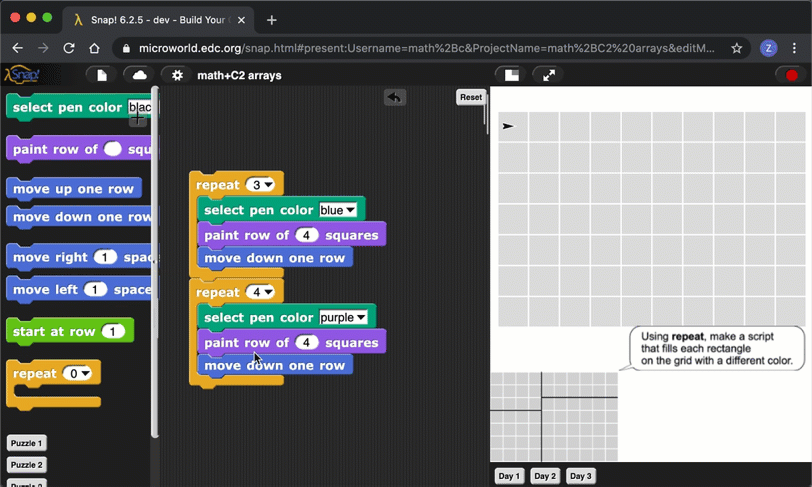 Snap! 6.2.5 - dev - Build Your
microworld.edc.org/snap.html#present:Username=math%2Bc&ProjectName=math%2BC2%20arrays&editM...
Z
Snap!
math+C2 arrays
select pen color blac
paint row of squ
move up one row
move down one row
move right 1 spac
move left 1 space
start at row 1
repeat 0
Puzzle 1
Puzzle 2
Reset
repeat 3
select pen color blue
paint row of 4 squares
move down one row
repeat 4
select pen color purple
paint row of 4 squares
move down one row
Using repeat, make a script
that fills each rectangle
on the grid with a different color.
Day 1 Day 2 Day 3